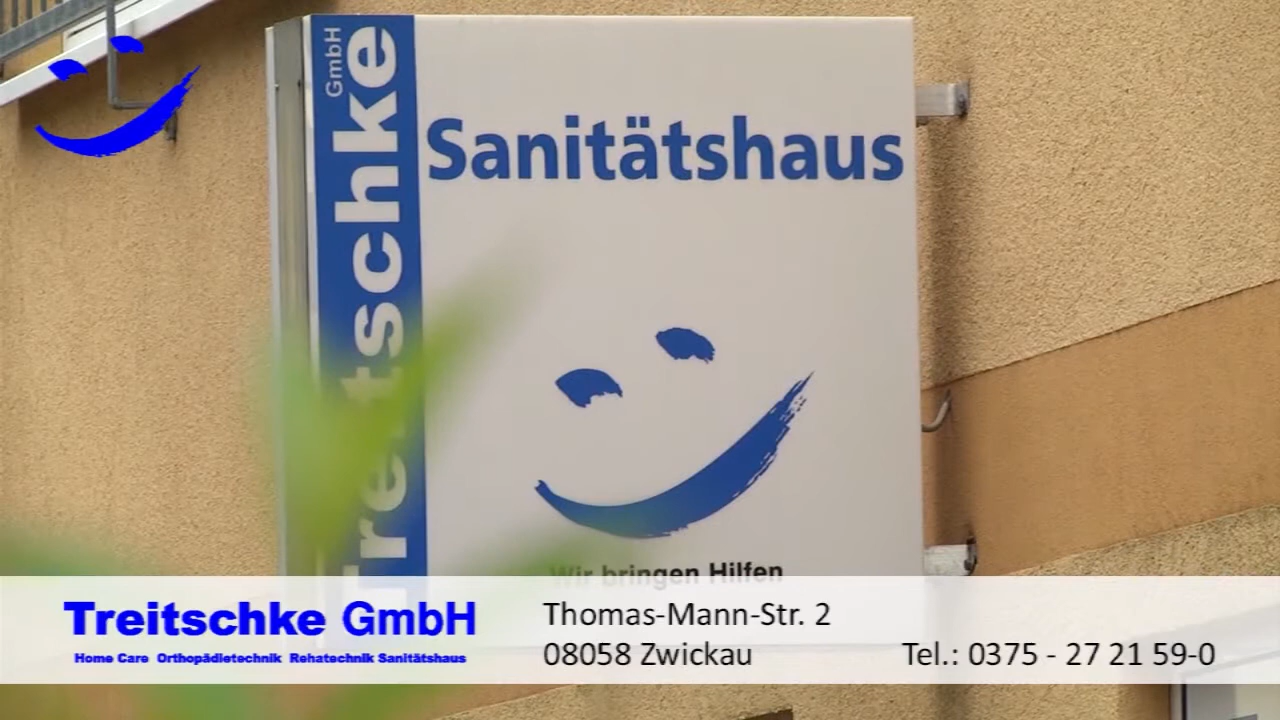 Treitschke GmbH
Sanitätshaus
Wir bringen Hilfen
Treitschke GmbH
Home Care Orthopädietechnik Rehatechnik Sanitätshaus
Thomas-Mann-Str. 2
08058 Zwickau
Tel.: 0375 - 27 21 59-0